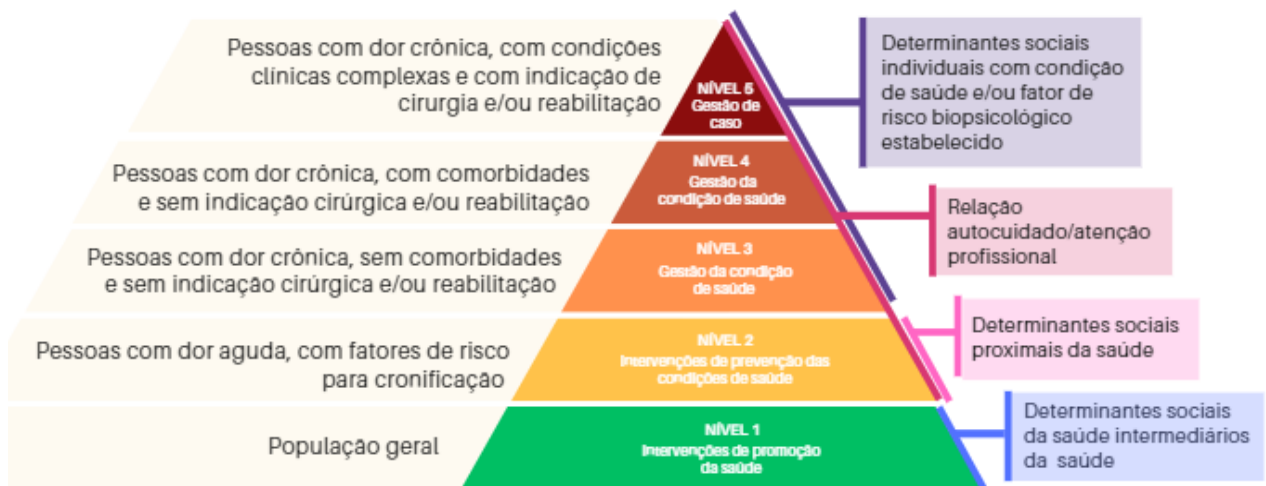 Pessoas com dor crônica, com condições
clínicas complexas e com indicação de
cirurgia e/ou reabilitação
NÍVEL 5
Gestão de
caso
Determinantes sociais
individuais com condição
de saúde e/ou fator de
risco biopsicológico
estabelecido
Pessoas com dor crônica, com comorbidades
e sem indicação cirúrgica e/ou reabilitação
NÍVEL 4
Gestão da
condição de saúde
Relação
autocuidado/atenção
profissional
Pessoas com dor crônica, sem comorbidades
e sem indicação cirúrgica e/ou reabilitação
NÍVEL 3
Gestão da condição
de saúde
Determinantes sociais
proximais da saúde
Pessoas com dor aguda, com fatores de risco
para cronificação
NÍVEL 2
Intervenções de prevenção das
condições de saúde
População geral
NÍVEL 1
Intervenções de promoção
da saúde
Determinantes sociais
da saúde intermediários
da saúde